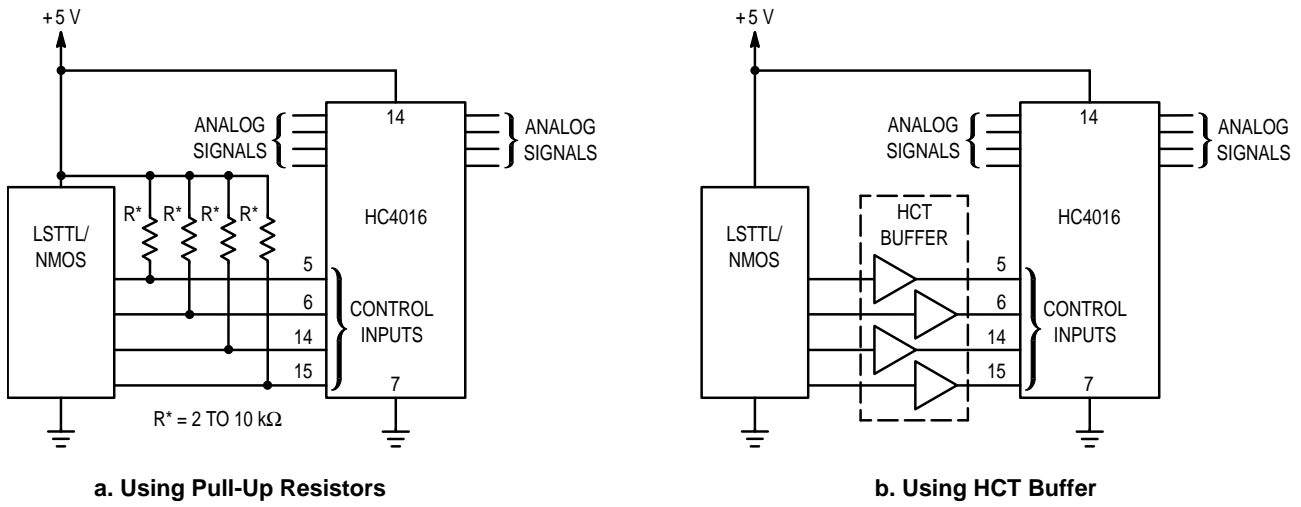 +5 V
14
ANALOG
SIGNALS
ANALOG
SIGNALS
R* R* R* R*
HC4016
LSTTL/
NMOS
5
6
14
15
CONTROL
INPUTS
7
R* = 2 TO 10 kΩ
a. Using Pull-Up Resistors
+5 V
14
ANALOG
SIGNALS
ANALOG
SIGNALS
HCT
BUFFER
HC4016
LSTTL/
NMOS
5
6
14
15
CONTROL
INPUTS
7
b. Using HCT Buffer